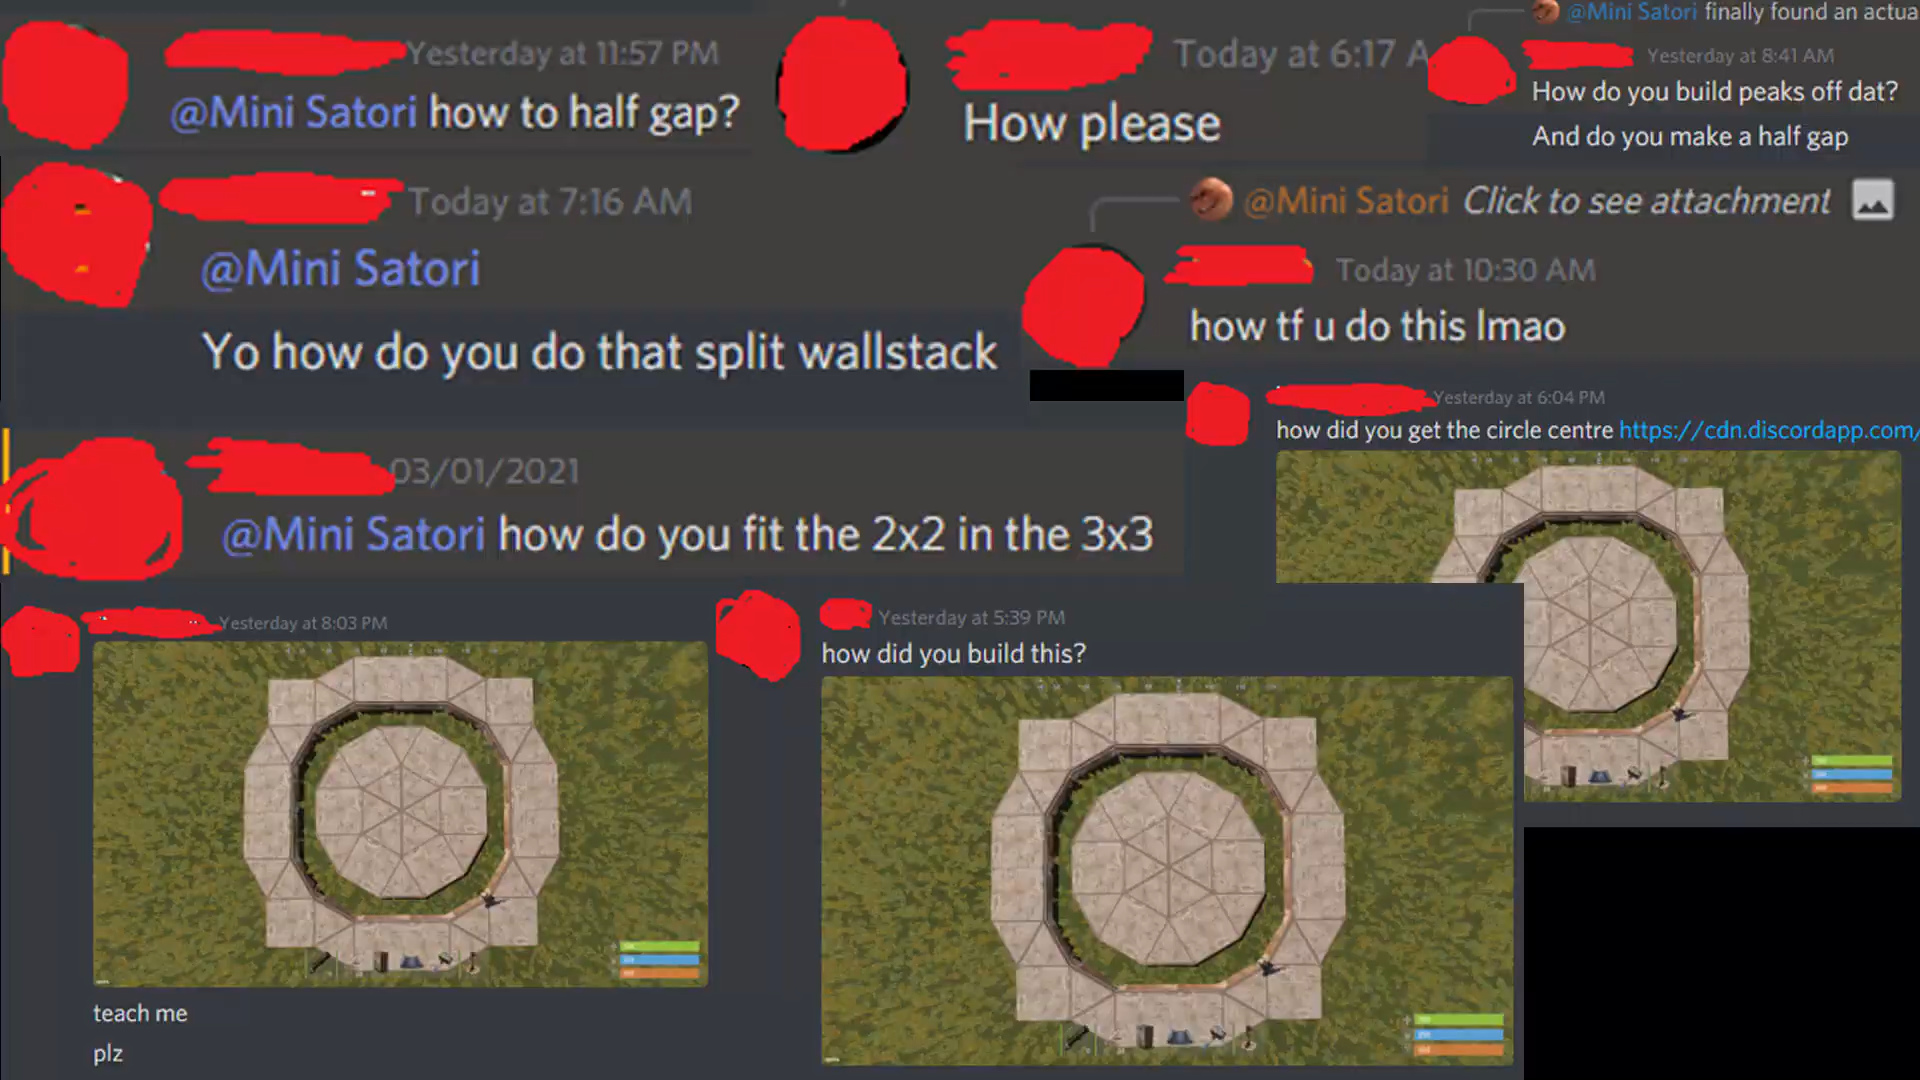 Yesterday at 11:57 PM
@Mini Satori how to half gap?
Today at 6:17 A
How please
@Mini Satori finally found an actua
Yesterday at 8:41 AM
How do you build peaks off dat?
And do you make a half gap
Today at 7:16 AM
@Mini Satori
Yo how do you do that split wallstack
@Mini Satori Click to see attachment
Today at 10:30 AM
how tf u do this lmao
03/01/2021
@Mini Satori how do you fit the 2x2 in the 3x3
Yesterday at 6:04 PM
how did you get the circle centre https://cdn.discordapp.com/
Yesterday at 8:03 PM
teach me
plz
Yesterday at 5:39 PM
how did you build this?